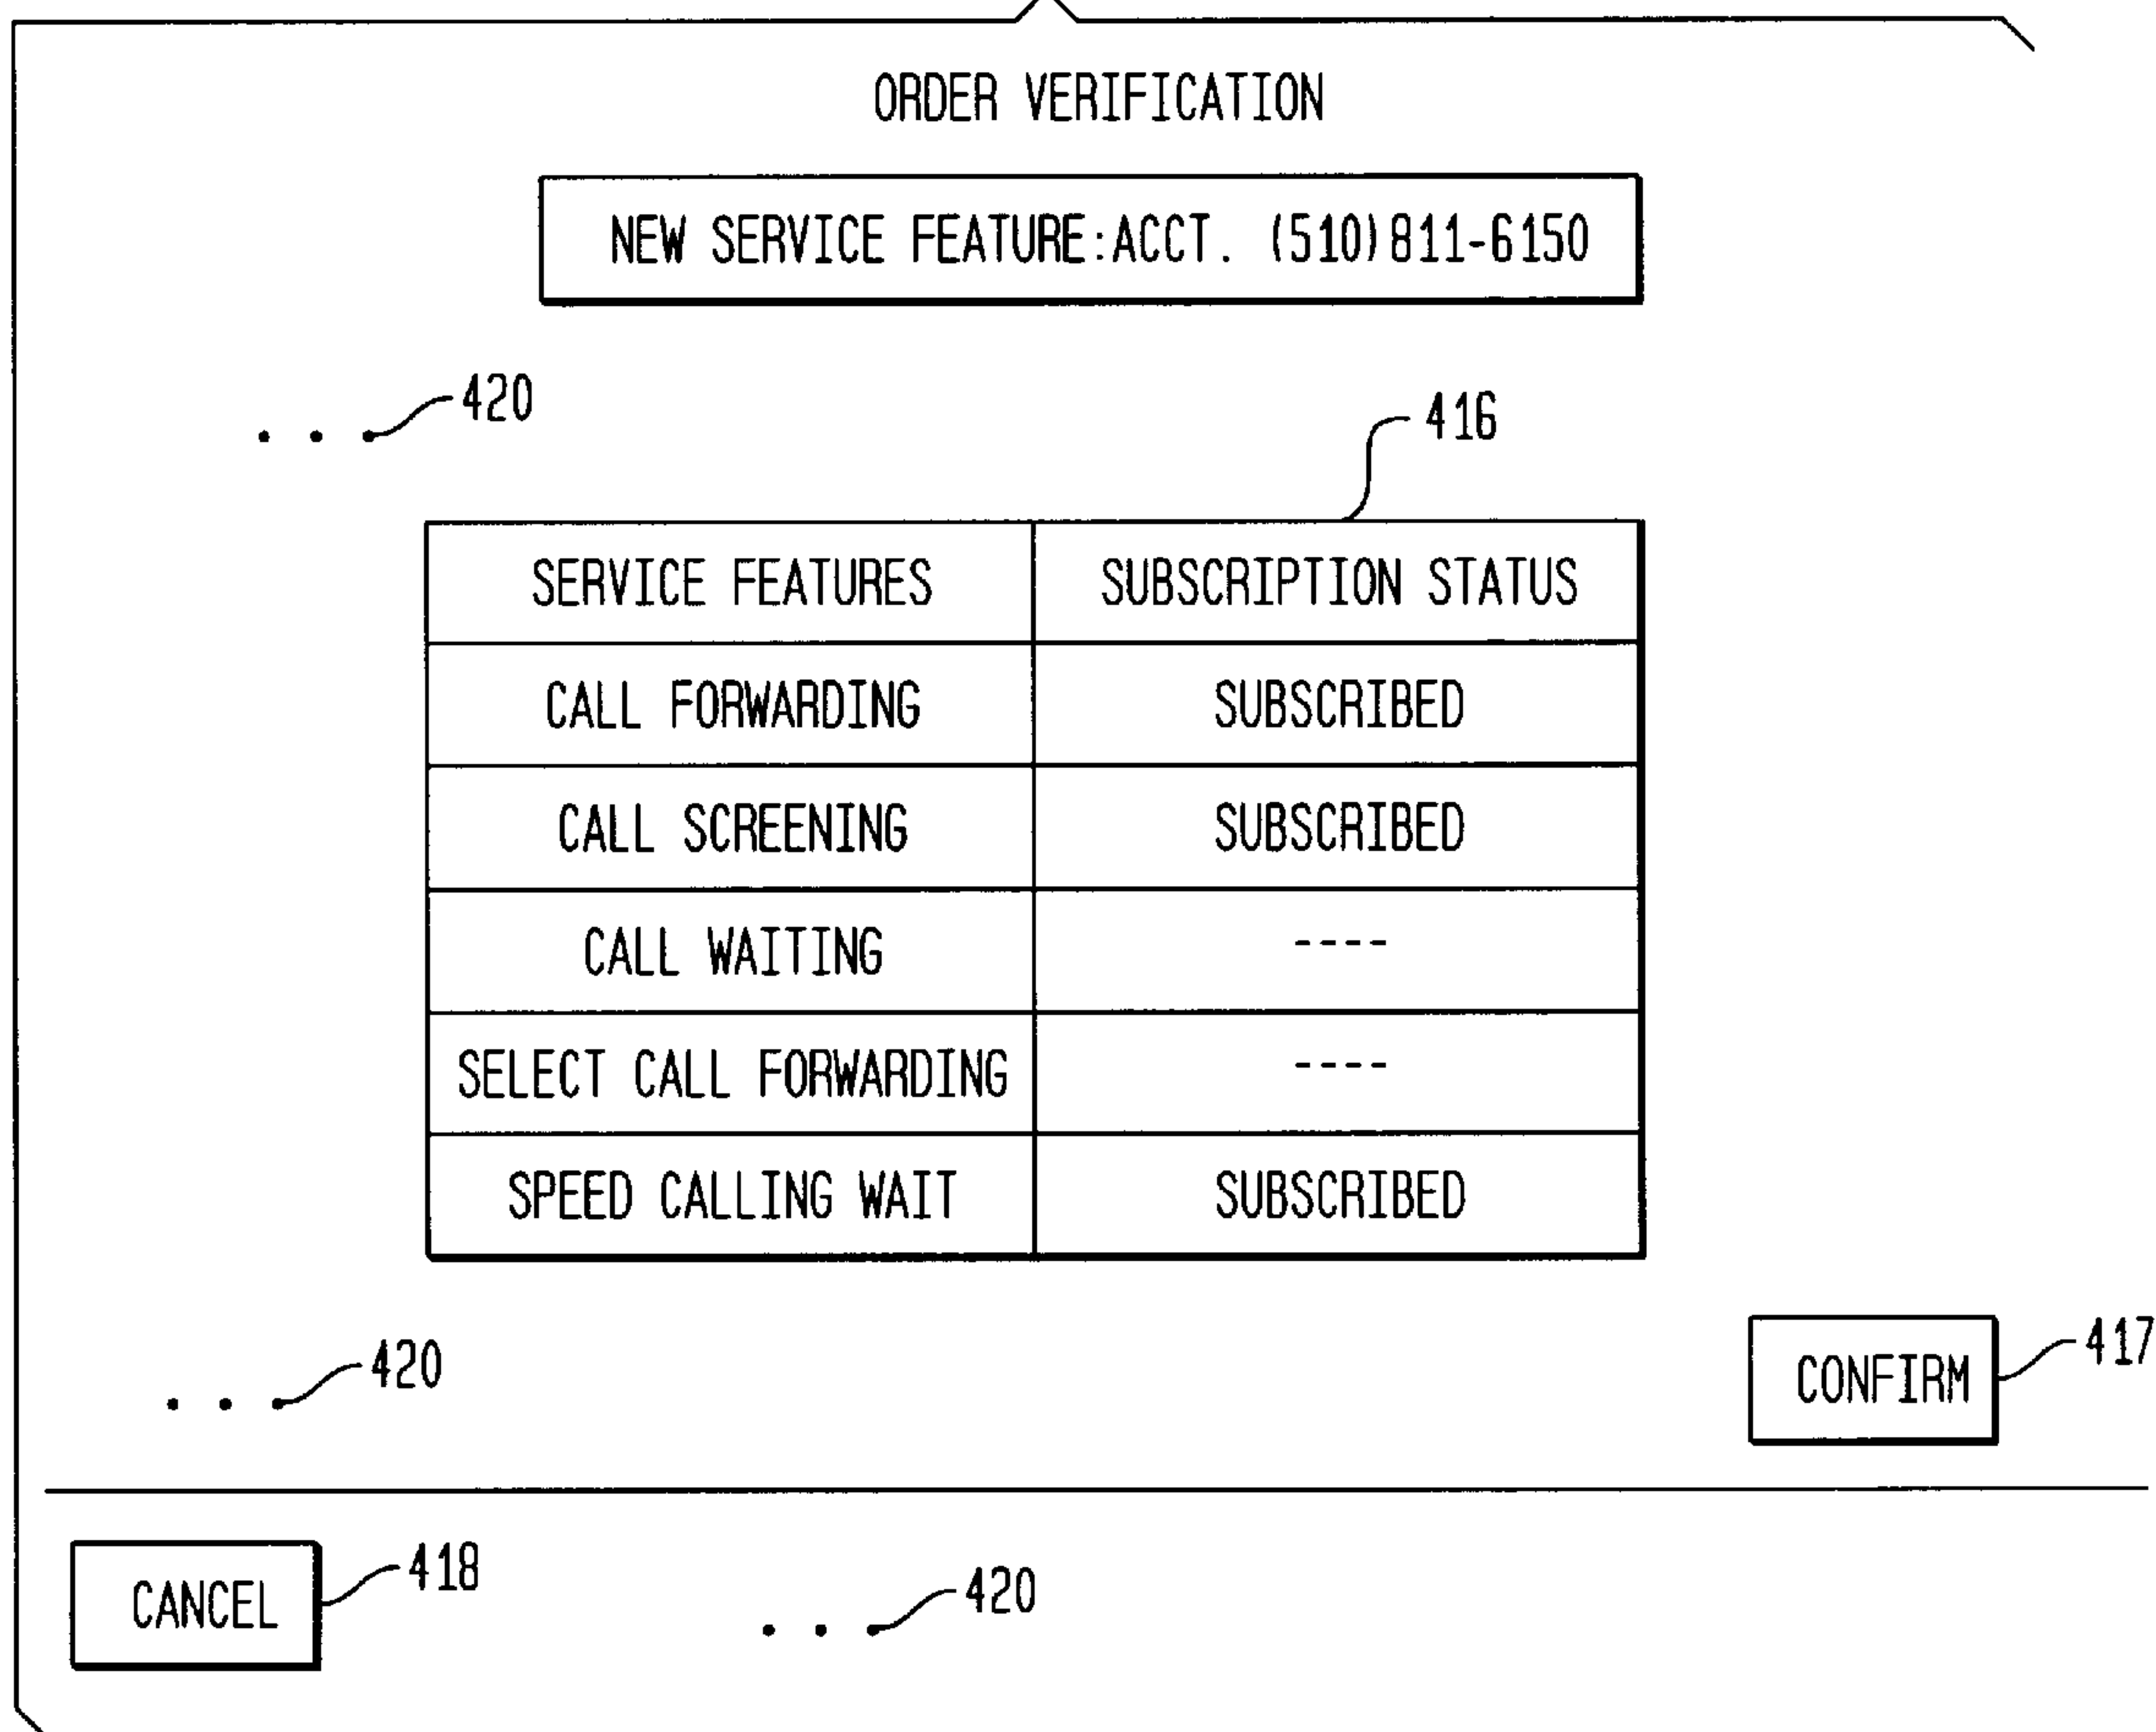 ORDER VERIFICATION
NEW SERVICE FEATURE:ACCT. (510)811-6150
420
416
SERVICE FEATURES SUBSCRIPTION STATUS
CALL FORWARDING SUBSCRIBED
CALL SCREENING SUBSCRIBED
CALL WAITING ----
SELECT CALL FORWARDING ----
SPEED CALLING WAIT SUBSCRIBED
420
CONFIRM 417
CANCEL 418
420